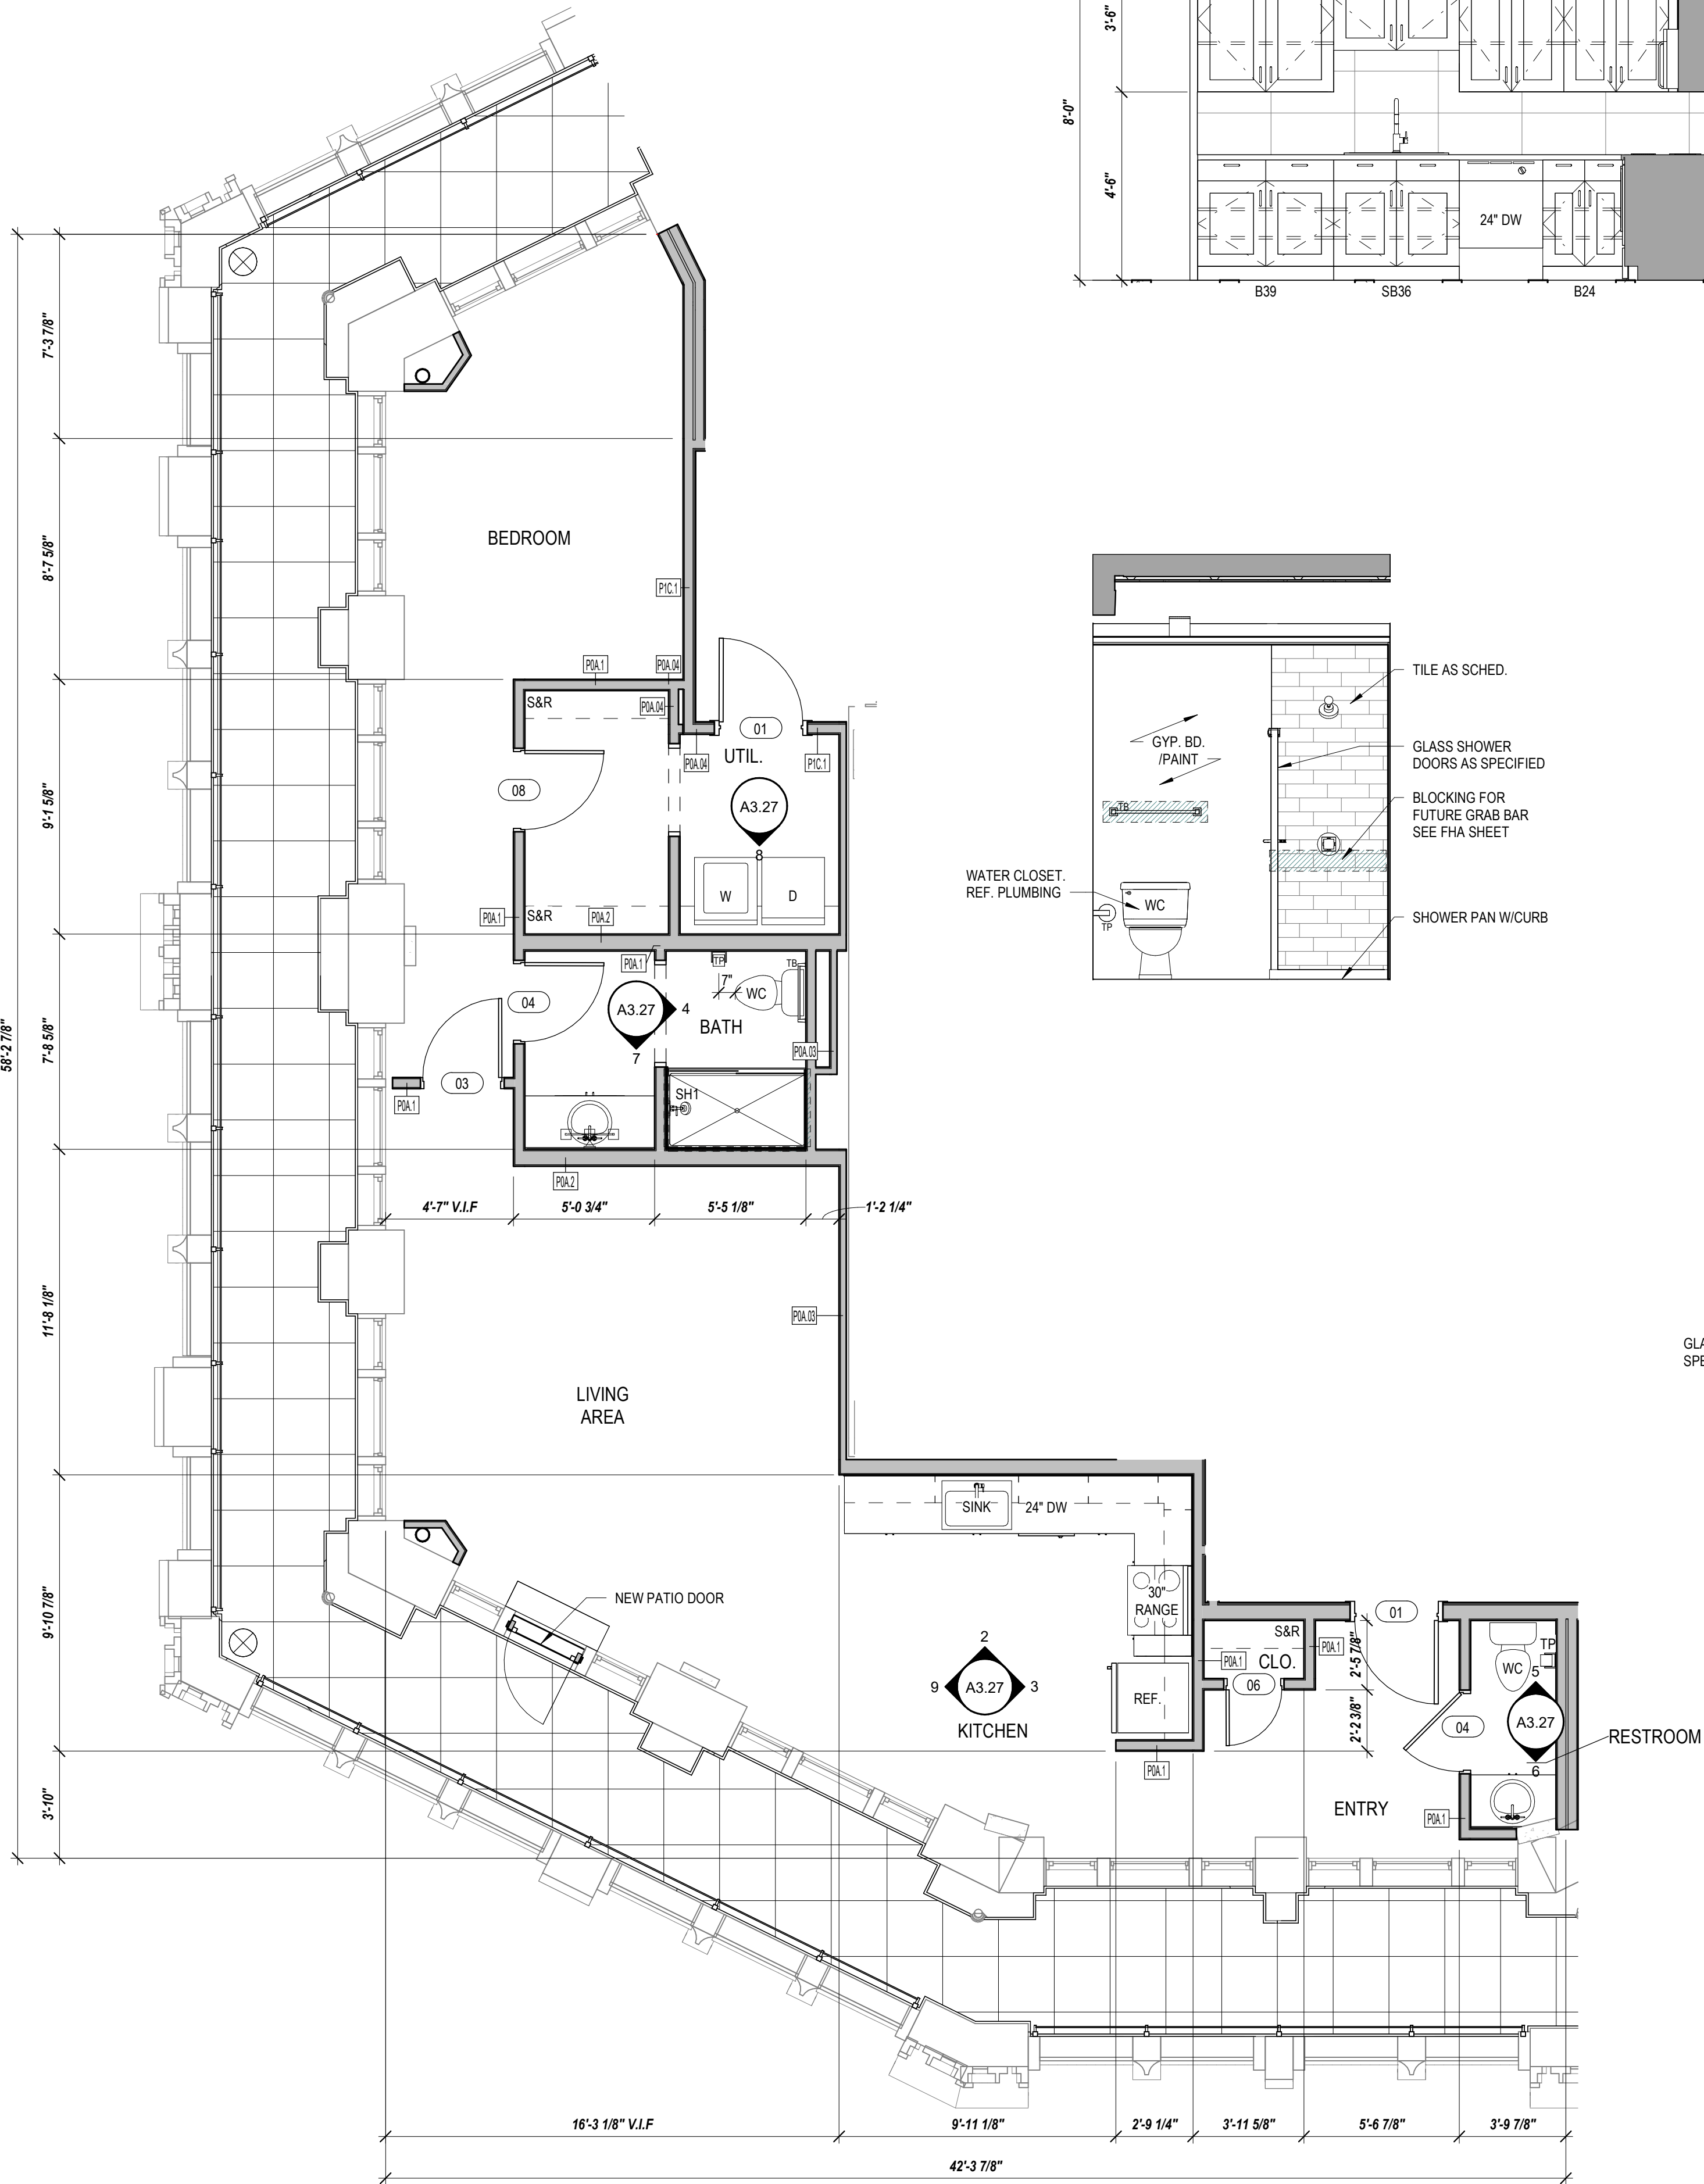 3'-6"
8'-0"
4'-6"
24" DW
B39
SB36
B24
7'-3 7/8"
8'-7 5/8"
9'-1 5/8"
7'-8 5/8"
11'-8 1/8"
9'-10 7/8"
3'-10"
58'-2 7/8"
BEDROOM
P1C.1
P0A.1
P0A.04
S&R
P0A.04
01
P0A.04
UTIL.
P1C.1
08
A3.27
8
W
D
P0A.1
S&R
P0A.2
P0A.1
TP
TB
7"
WC
04
A3.27
4
7
BATH
P0A.03
03
P0A.1
SH1
P0A.2
4'-7" V.I.F
5'-0 3/4"
5'-5 1/8"
1'-2 1/4"
P0A.03
LIVING
AREA
TILE AS SCHED.
GYP. BD.
/PAINT
GLASS SHOWER
DOORS AS SPECIFIED
TB
BLOCKING FOR
FUTURE GRAB BAR
SEE FHA SHEET
WATER CLOSET.
REF. PLUMBING
WC
TP
SHOWER PAN W/CURB
SINK
24" DW
30"
RANGE
NEW PATIO DOOR
2
9
A3.27
3
KITCHEN
REF.
P0A.1
S&R
P0A.1
CLO.
P0A.1
06
01
2'-5 7/8"
2'-2 3/8"
TP
WC
5
A3.27
6
04
RESTROOM
ENTRY
P0A.1
16'-3 1/8" V.I.F
9'-11 1/8"
2'-9 1/4"
3'-11 5/8"
5'-6 7/8"
3'-9 7/8"
42'-3 7/8"